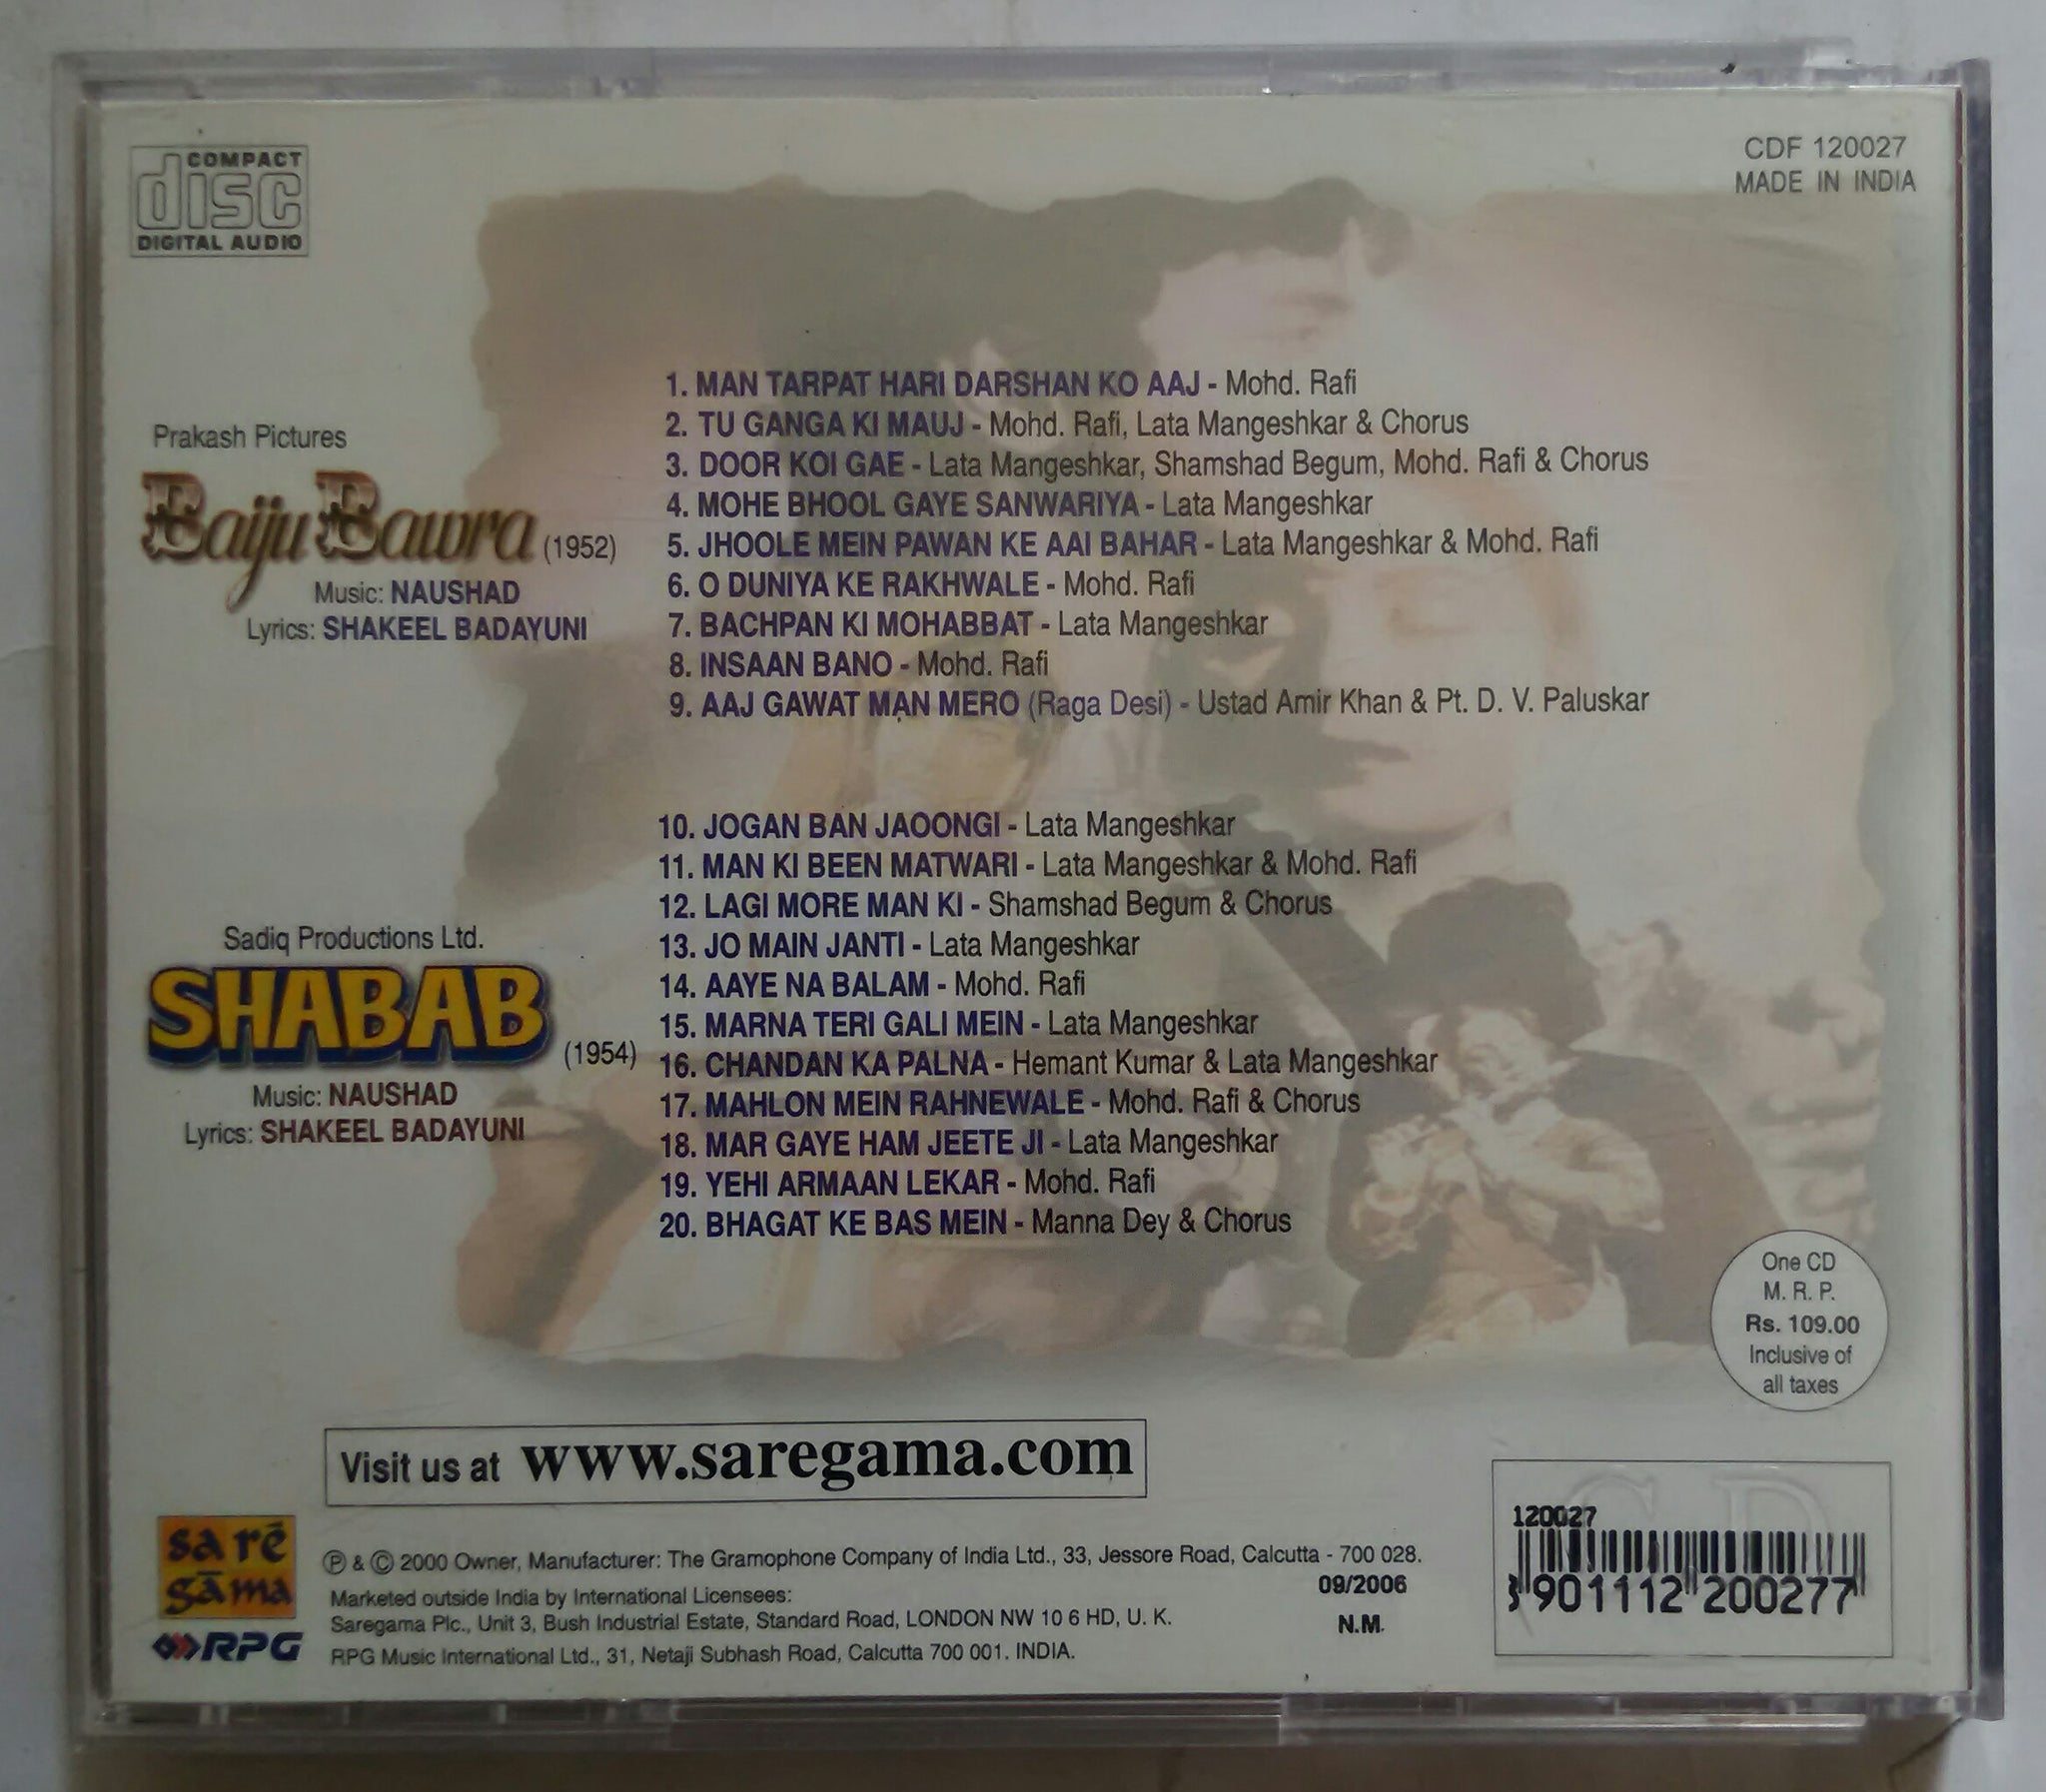 COMPACT
disc
DIGITAL AUDIO
CDF 120027
MADE IN INDIA
Prakash Pictures
Baiju Bawra (1952)
Music: NAUSHAD
Lyrics: SHAKEEL BADAYUNI
1. MAN TARPAT HARI DARSHAN KO AAJ - Mohd. Rafi
2. TU GANGA KI MAUJ - Mohd. Rafi, Lata Mangeshkar & Chorus
3. DOOR KOI GAE - Lata Mangeshkar, Shamshad Begum, Mohd. Rafi & Chorus
4. MOHE BHOOL GAYE SANWARIYA - Lata Mangeshkar
5. JHOOLE MEIN PAWAN KE AAI BAHAR - Lata Mangeshkar & Mohd. Rafi
6. O DUNIYA KE RAKHWALE - Mohd. Rafi
7. BACHPAN KI MOHABBAT - Lata Mangeshkar
8. INSAAN BANO - Mohd. Rafi
9. AAJ GAWAT MAN MERO (Raga Desi) - Ustad Amir Khan & Pt. D. V. Paluskar
Sadiq Productions Ltd.
SHABAB (1954)
Music: NAUSHAD
Lyrics: SHAKEEL BADAYUNI
10. JOGAN BAN JAOONGI - Lata Mangeshkar
11. MAN KI BEEN MATWARI - Lata Mangeshkar & Mohd. Rafi
12. LAGI MORE MAN KI - Shamshad Begum & Chorus
13. JO MAIN JANTI - Lata Mangeshkar
14. AAYE NA BALAM - Mohd. Rafi
15. MARNA TERI GALI MEIN - Lata Mangeshkar
16. CHANDAN KA PALNA - Hemant Kumar & Lata Mangeshkar
17. MAHLON MEIN RAHNEWALE - Mohd. Rafi & Chorus
18. MAR GAYE HAM JEETE JI - Lata Mangeshkar
19. YEHI ARMAAN LEKAR - Mohd. Rafi
20. BHAGAT KE BAS MEIN - Manna Dey & Chorus
One CD
M. R. P.
Rs. 109.00
Inclusive of
all taxes
Visit us at www.saregama.com
sa rē
gāma
RPG
℗ & © 2000 Owner, Manufacturer: The Gramophone Company of India Ltd., 33, Jessore Road, Calcutta - 700 028.
09/2006
Marketed outside India by International Licensees:
Saregama Plc., Unit 3, Bush Industrial Estate, Standard Road, LONDON NW 10 6 HD, U. K.
N.M.
RPG Music International Ltd., 31, Netaji Subhash Road, Calcutta 700 001. INDIA.
CD
120027
3 901112 200277